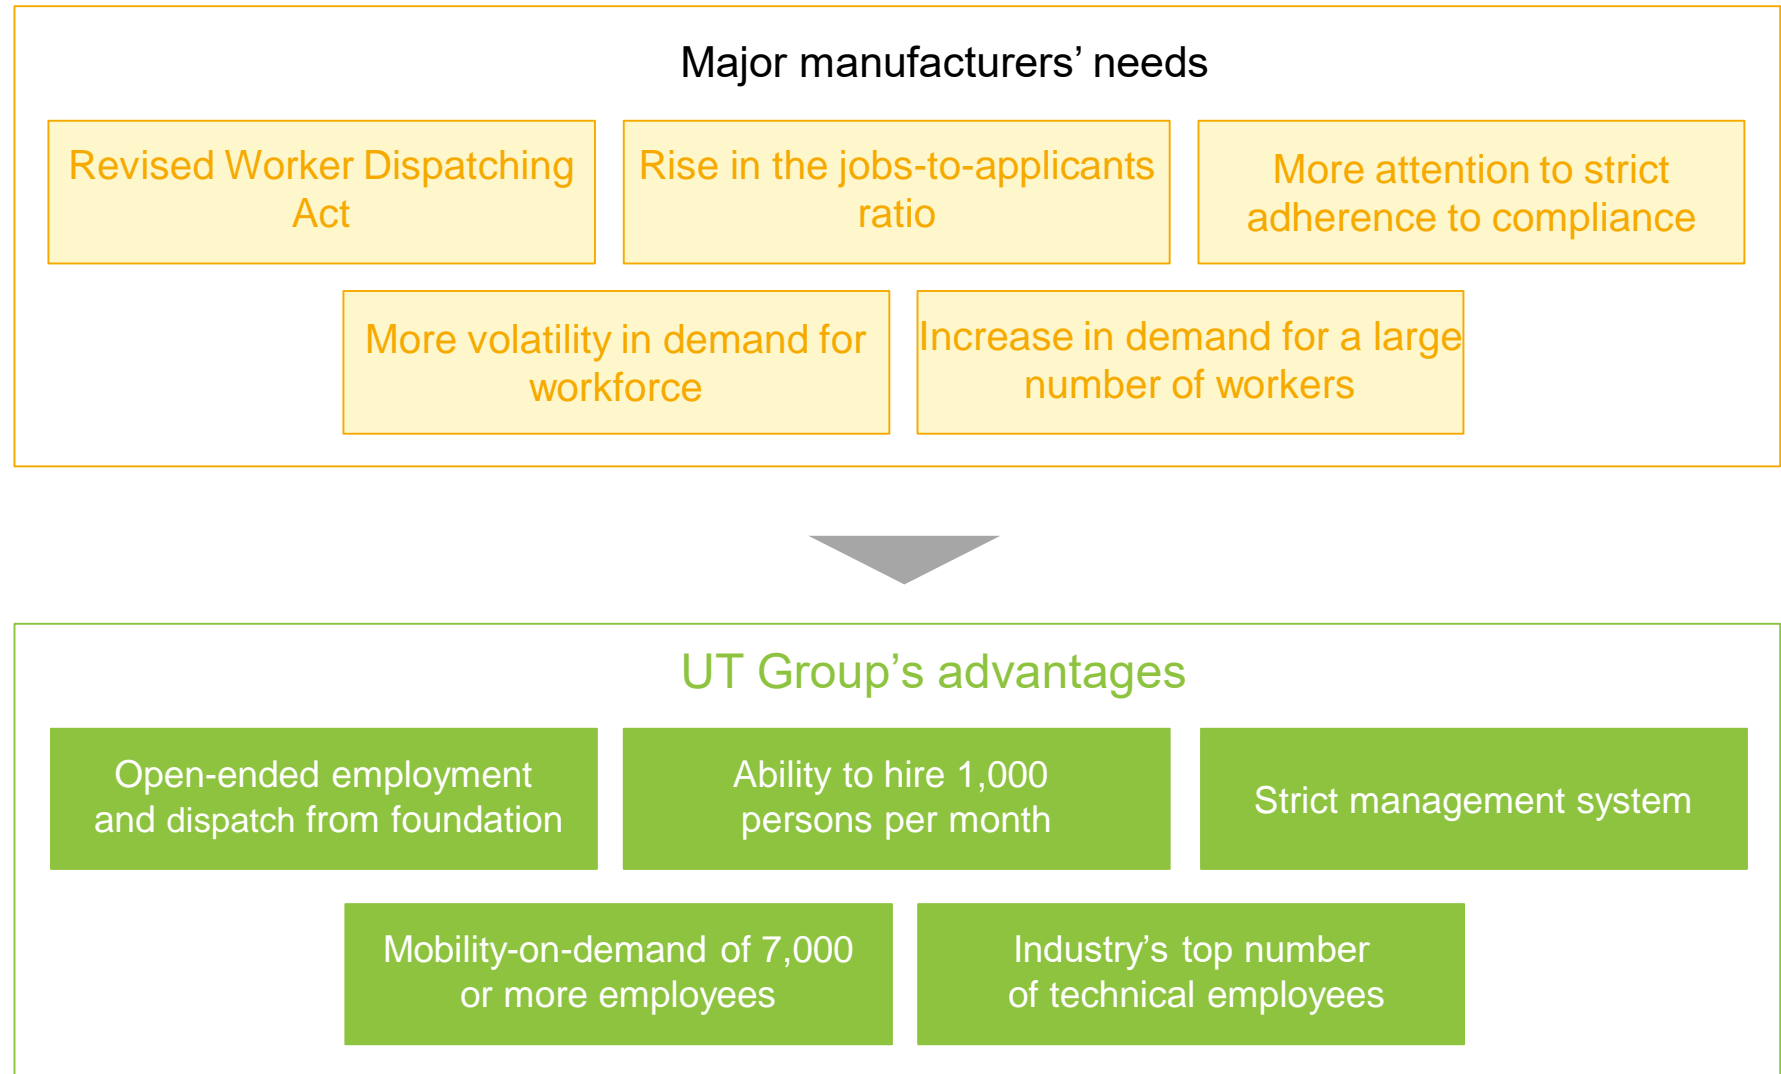 Major manufacturers’ needs
Revised Worker Dispatching
Act
Rise in the jobs-to-applicants
ratio
More attention to strict
adherence to compliance
More volatility in demand for
workforce
Increase in demand for a large
number of workers
UT Group’s advantages
Open-ended employment
and dispatch from foundation
Ability to hire 1,000
persons per month
Strict management system
Mobility-on-demand of 7,000
or more employees
Industry’s top number
of technical employees